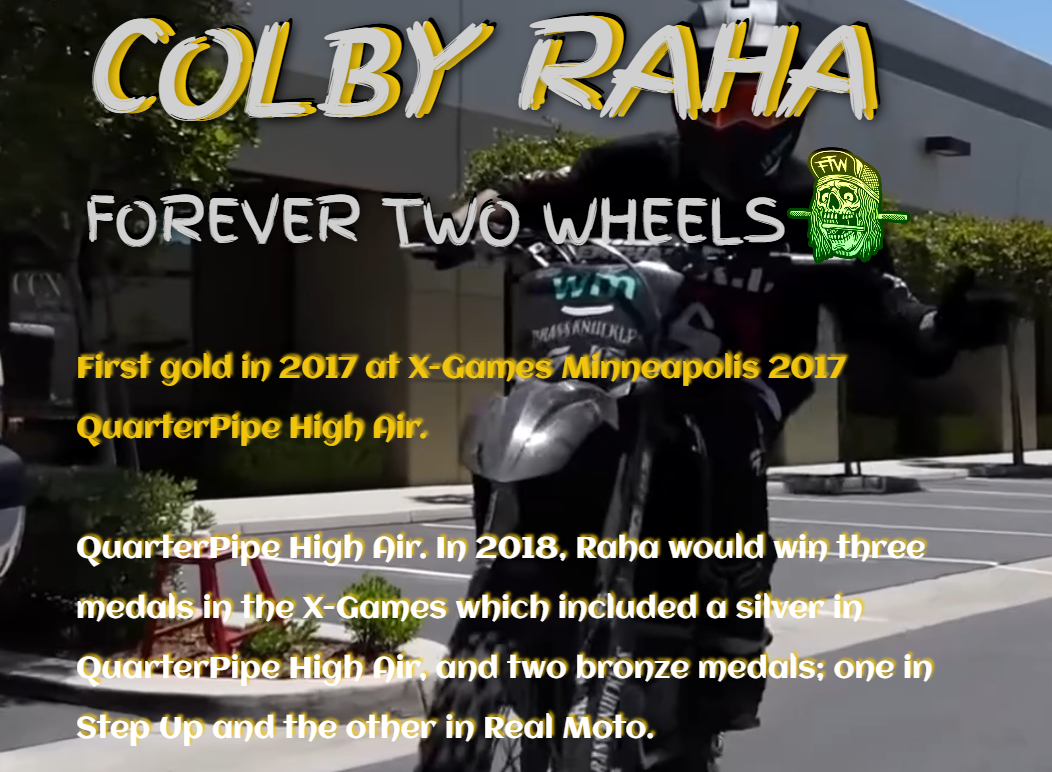 COLBY RAHA
FTW
FOREVER TWO WHEELS
wm
First gold in 2017 at X-Games Minneapolis 2017
QuarterPipe High Air.
QuarterPipe High Air. In 2018, Raha would win three
medals in the X-Games which included a silver in
QuarterPipe High Air, and two bronze medals; one in
Step Up and the other in Real Moto.